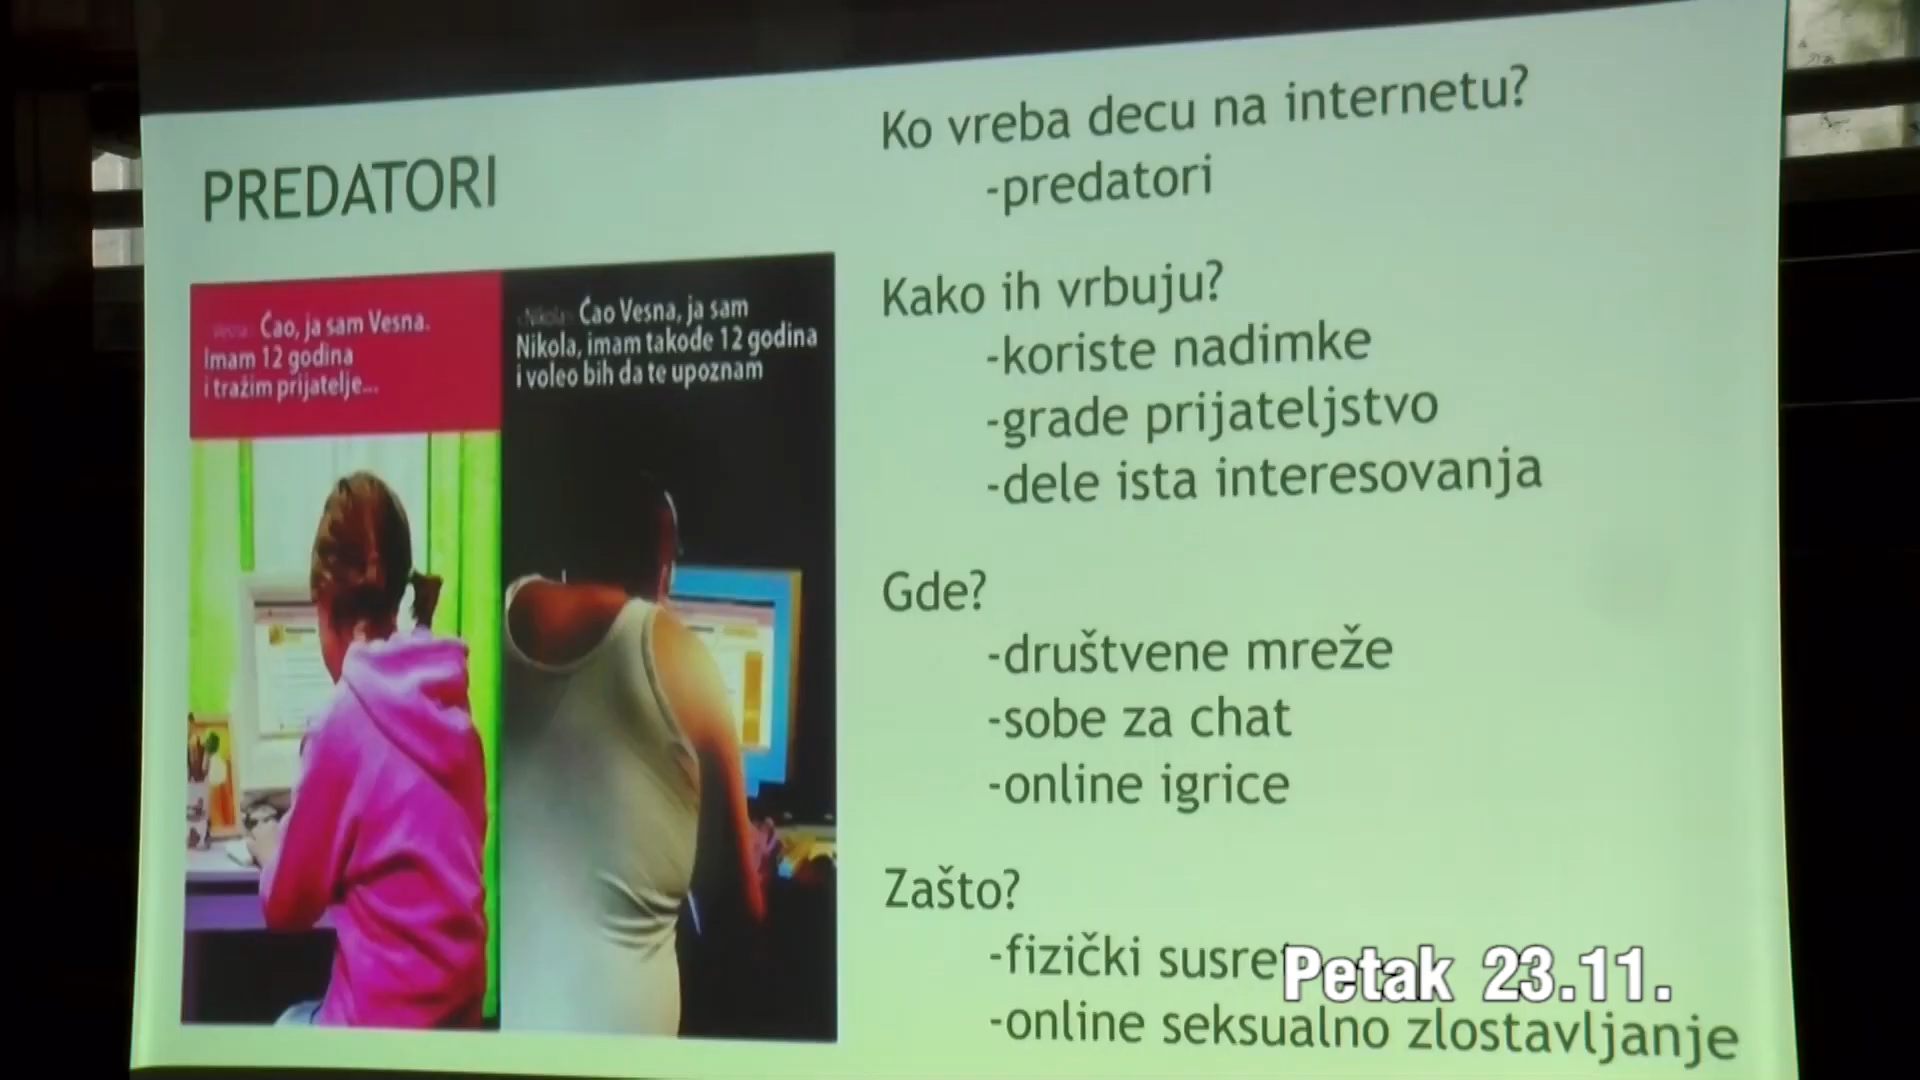 PREDATORI
Ćao, ja sam Vesna.
Imam 12 godina
i tražim prijatelje...
Nikola: Ćao Vesna, ja sam
Nikola, imam takođe 12 godina
i voleo bih da te upoznam
Ko vreba decu na internetu?
-predatori
Kako ih vrbuju?
-koriste nadimke
-grade prijateljstvo
-dele ista interesovanja
Gde?
-društvene mreže
-sobe za chat
-online igrice
Zašto?
-fizički
-online seksualno zlostavljanje
Petak 23.11.